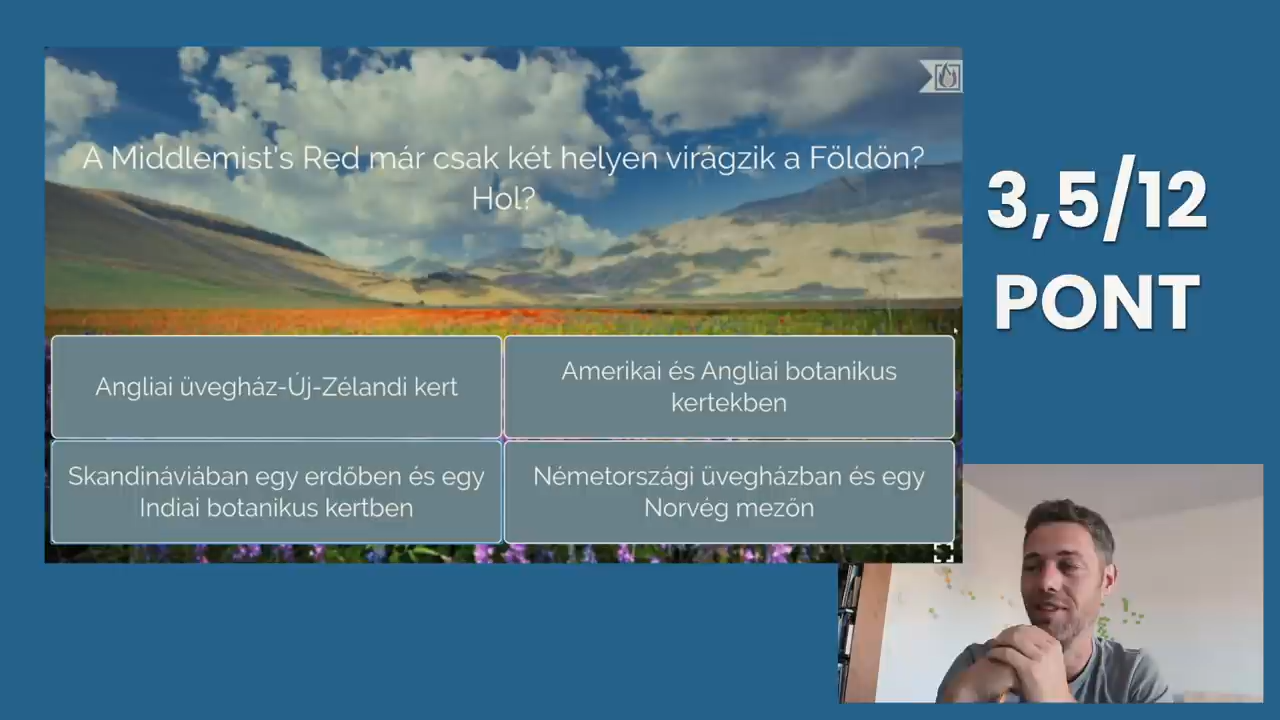 A Middlemist's Red már csak két helyen virágzik a Földön?
Hol?
3,5/12
PONT
Angliai üvegház-Új-Zélandi kert
Amerikai és Angliai botanikus
kertekben
Skandináviában egy erdőben és egy
Indiai botanikus kertben
Németországi üvegházban és egy
Norvég mezőn